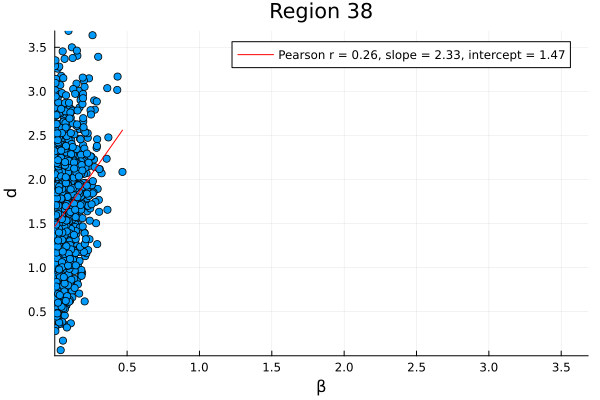 Region 38
Pearson r = 0.26, slope = 2.33, intercept = 1.47
d
3.5
3.0
2.5
2.0
1.5
1.0
0.5
0.5 1.0 1.5 2.0 2.5 3.0 3.5
β